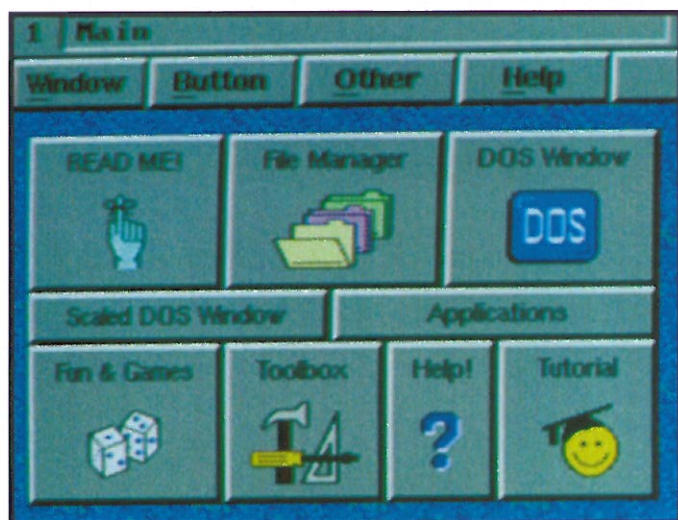 1 Main
Window Button Other Help
READ ME! File Manager DOS Window
DOS
Scaled DOS Window Applications
Fun & Games Toolbox Help! Tutorial
?